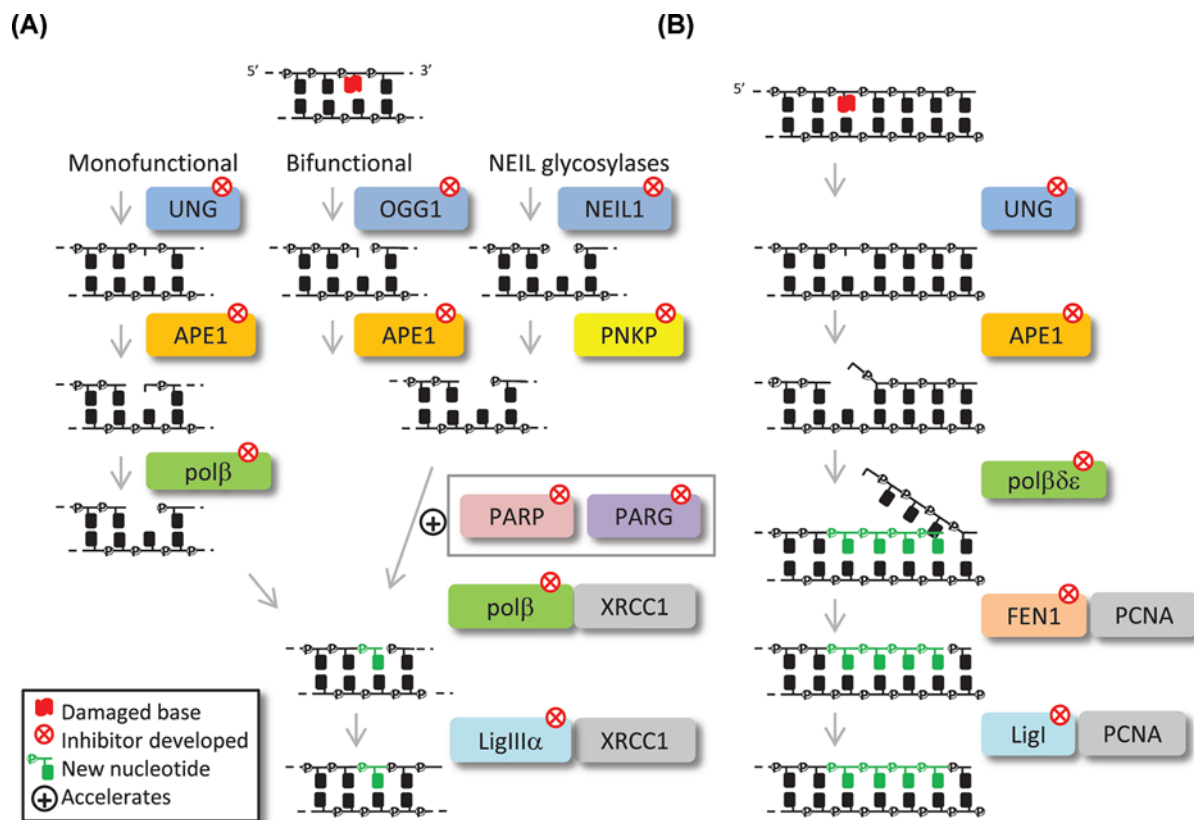 (A)
5' 3'
Monofunctional Bifunctional NEIL glycosylases
UNG OGG1 NEIL1
APE1 APE1 PNKP
polβ
PARP PARG
polβ XRCC1
LigIIIα XRCC1
Damaged base
Inhibitor developed
P New nucleotide
Accelerates
(B)
5'
UNG
APE1
polβδε
FEN1 PCNA
LigI PCNA